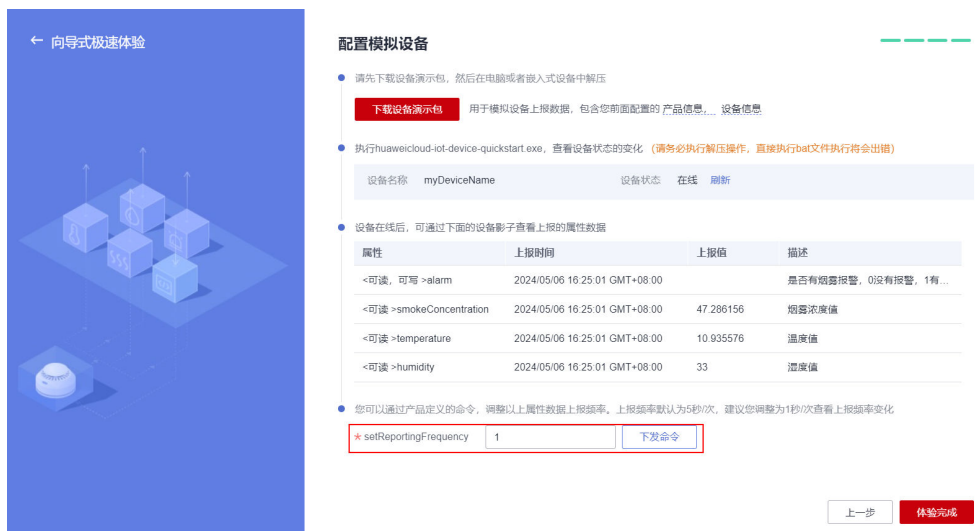 ← 向导式极速体验
配置模拟设备
请先下载设备演示包，然后在电脑或者嵌入式设备中解压
下载设备演示包 用于模拟设备上报数据，包含您前面配置的 产品信息， 设备信息
执行huaweicloud-iot-device-quickstart.exe，查看设备状态的变化 (请务必执行解压操作，直接执行bat文件执行将会出错)
设备名称 myDeviceName 设备状态 在线 刷新
设备在线后，可通过下面的设备影子查看上报的属性数据
属性 上报时间 上报值 描述
<可读，可写 >alarm 2024/05/06 16:25:01 GMT+08:00 是否有烟雾报警，0没有报警，1有...
<可读 >smokeConcentration 2024/05/06 16:25:01 GMT+08:00 47.286156 烟雾浓度值
<可读 >temperature 2024/05/06 16:25:01 GMT+08:00 10.935576 温度值
<可读 >humidity 2024/05/06 16:25:01 GMT+08:00 33 湿度值
您可以通过产品定义的命令，调整以上属性数据上报频率。上报频率默认为5秒/次，建议您调整为1秒/次查看上报频率变化
* setReportingFrequency 1 下发命令
上一步 体验完成